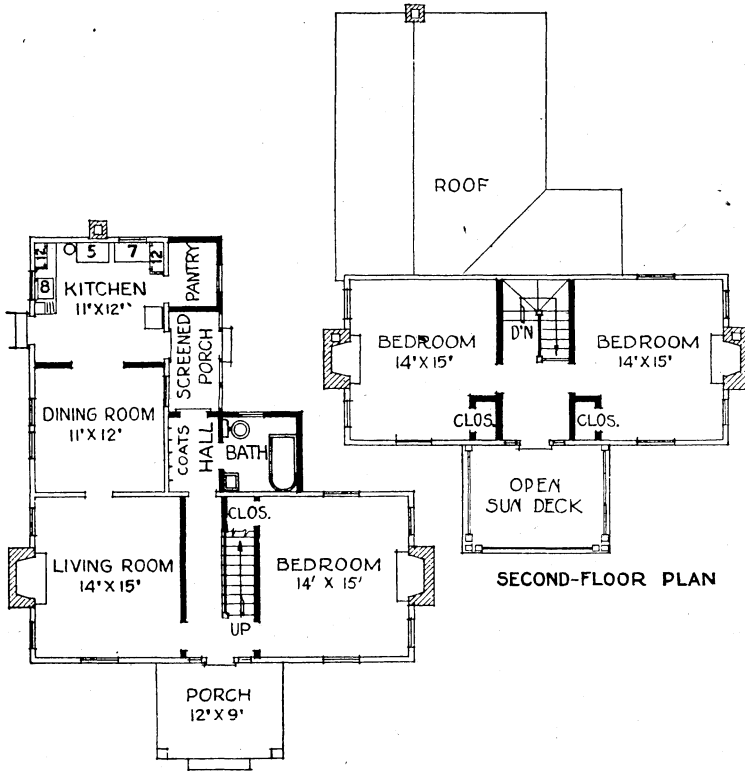 ROOF
BEDROOM
14'X15'
D'N
BEDROOM
14'X15'
CLOS.
CLOS.
OPEN
SUN DECK
SECOND-FLOOR PLAN
12
5
7
12
8
KITCHEN
11'X12'
PANTRY
SCREENED
PORCH
DINING ROOM
11'X12'
COATS
HALL
BATH
CLOS.
LIVING ROOM
14'X15'
BEDROOM
14' X 15'
UP
PORCH
12'X9'